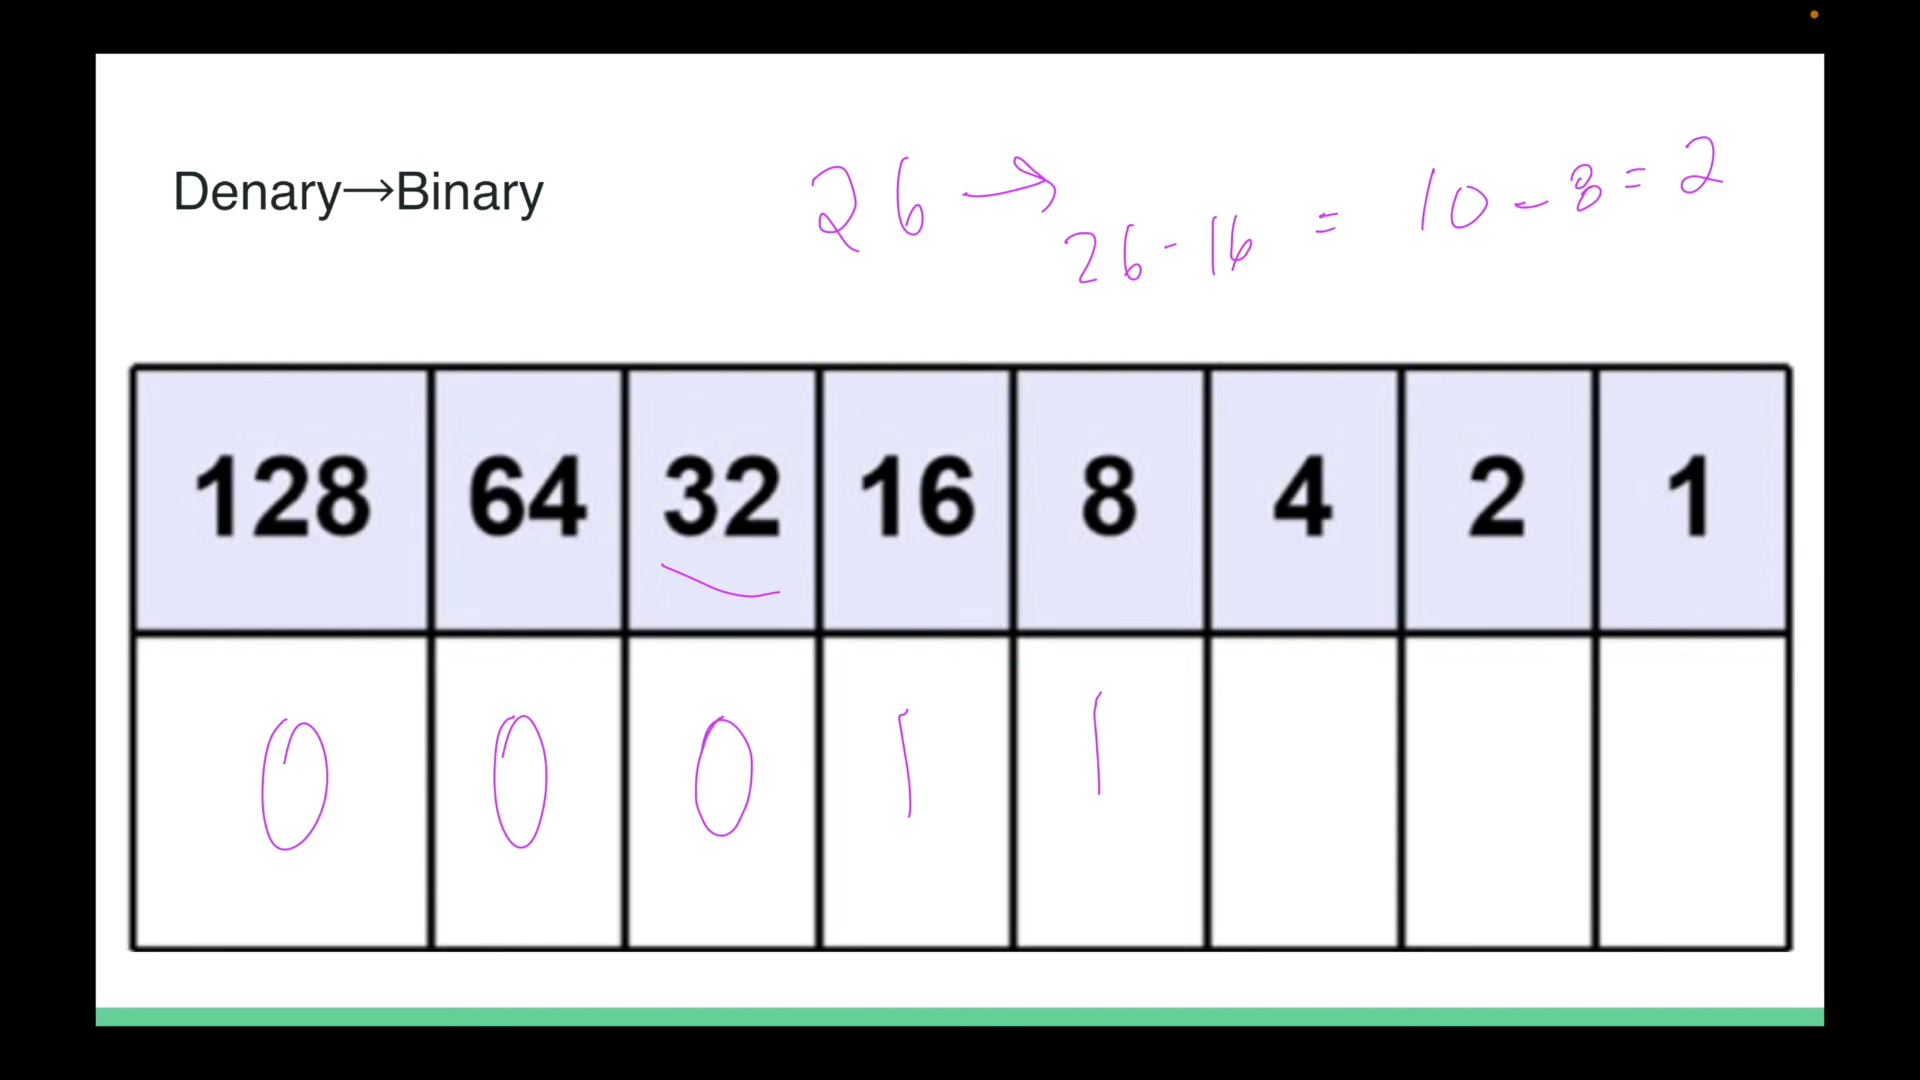 Denary→Binary
26 →
26 - 16 = 10 - 8 = 2
128 64 32 16 8 4 2 1
0 0 0 1 1